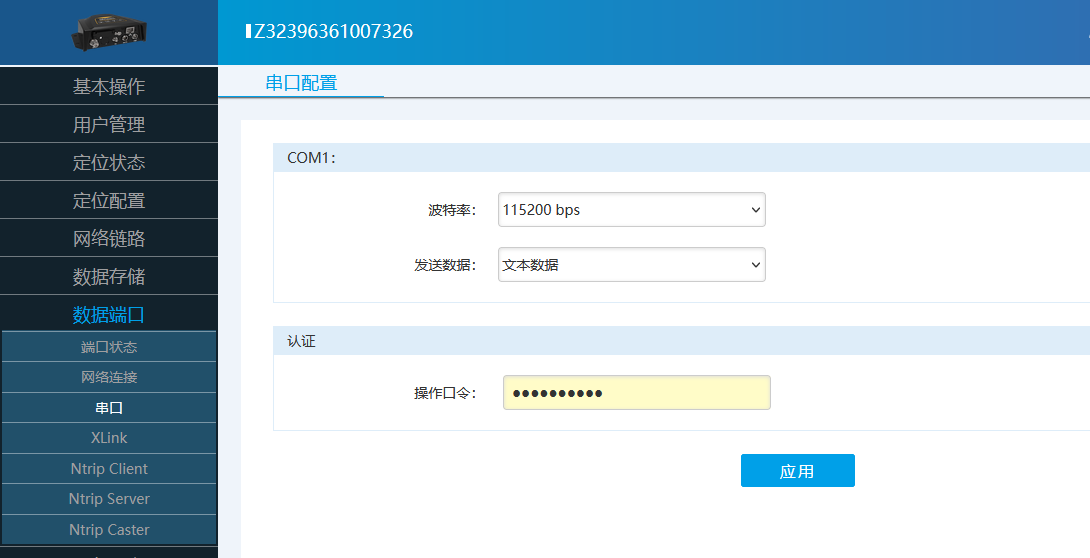 Z32396361007326
基本操作
用户管理
定位状态
定位配置
网络链路
数据存储
数据端口
端口状态
网络连接
串口
XLink
Ntrip Client
Ntrip Server
Ntrip Caster
串口配置
COM1:
波特率: 115200 bps
发送数据: 文本数据
认证
操作口令: ●●●●●●●●●●
应用